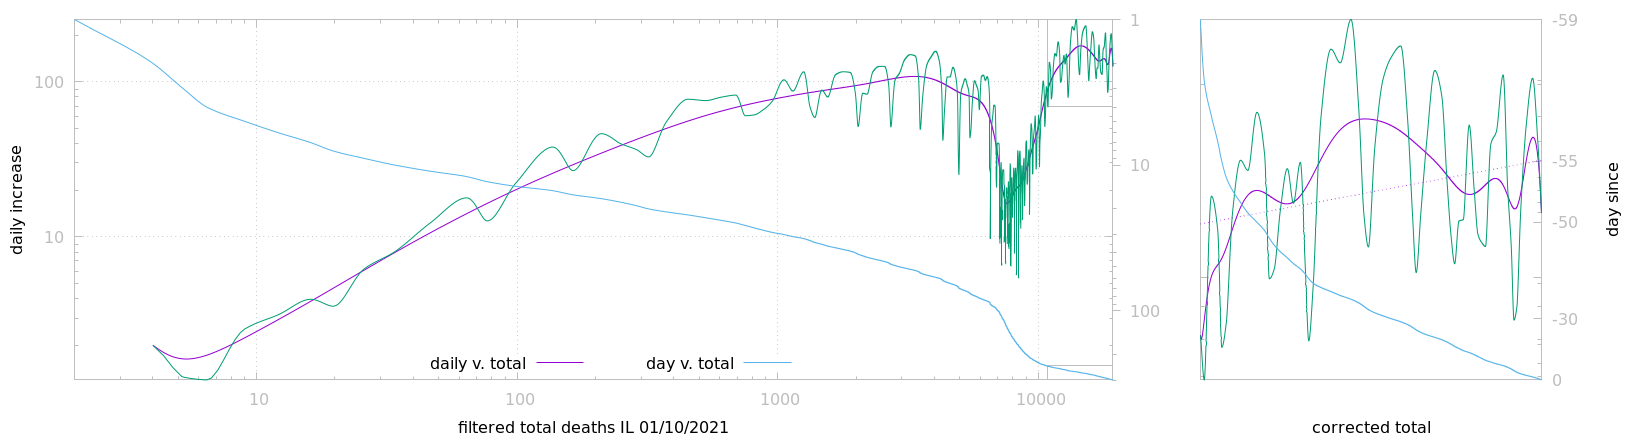 1
-59
100
daily increase
10
-55
day since
10
-50
100
-30
daily v. total
day v. total
0
10
100
1000
10000
filtered total deaths IL 01/10/2021
corrected total